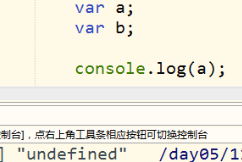 var a;
var b;
console.log(a);
控制台], 点右上角工具条相应按钮可切换控制台
] "undefined" /day05/1